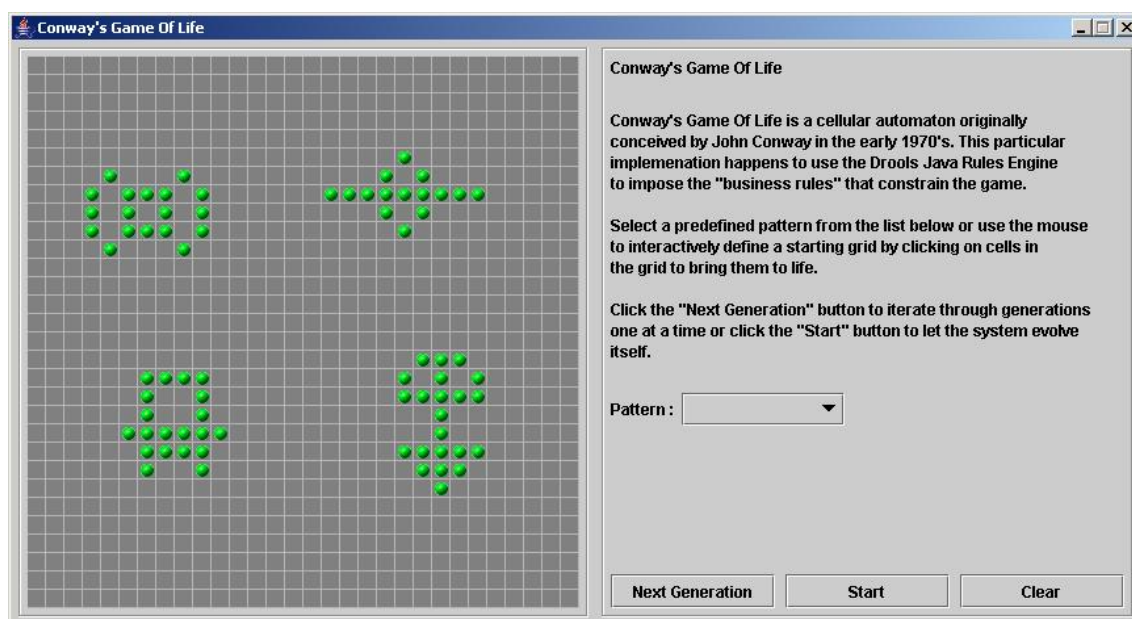 Conway's Game Of Life
Conway's Game Of Life
Conway's Game Of Life is a cellular automaton originally
conceived by John Conway in the early 1970's. This particular
implemenation happens to use the Drools Java Rules Engine
to impose the "business rules" that constrain the game.
Select a predefined pattern from the list below or use the mouse
to interactively define a starting grid by clicking on cells in
the grid to bring them to life.
Click the "Next Generation" button to iterate through generations
one at a time or click the "Start" button to let the system evolve
itself.
Pattern :
Next Generation Start Clear